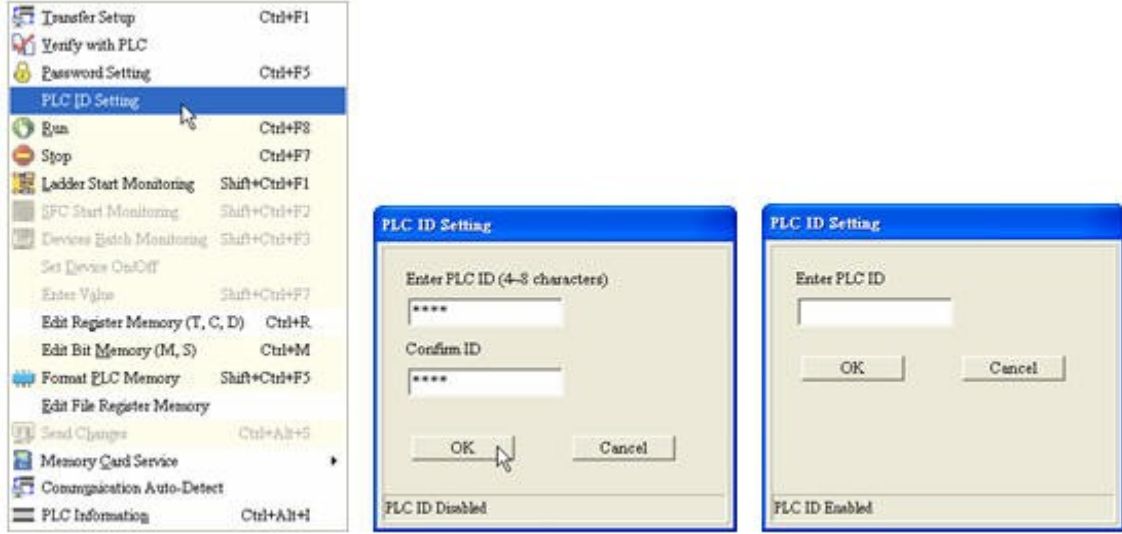 Transfer Setup Ctrl+F1
Verify with PLC
Password Setting Ctrl+F5
PLC ID Setting
Run Ctrl+F8
Stop Ctrl+F7
Ladder Start Monitoring Shift+Ctrl+F1
SFC Start Monitoring Shift+Ctrl+F2
Devices Batch Monitoring Shift+Ctrl+F3
Set Device On/Off
Enter Value Shift+Ctrl+F7
Edit Register Memory (T, C, D) Ctrl+R
Edit Bit Memory (M, S) Ctrl+M
Format PLC Memory Shift+Ctrl+F5
Edit File Register Memory
Send Changes Ctrl+Alt+S
Memory Card Service
Communication Auto-Detect
PLC Information Ctrl+Alt+I
PLC ID Setting
Enter PLC ID (4~8 characters)
****
Confirm ID
****
OK Cancel
PLC ID Disabled
PLC ID Setting
Enter PLC ID
OK Cancel
PLC ID Enabled